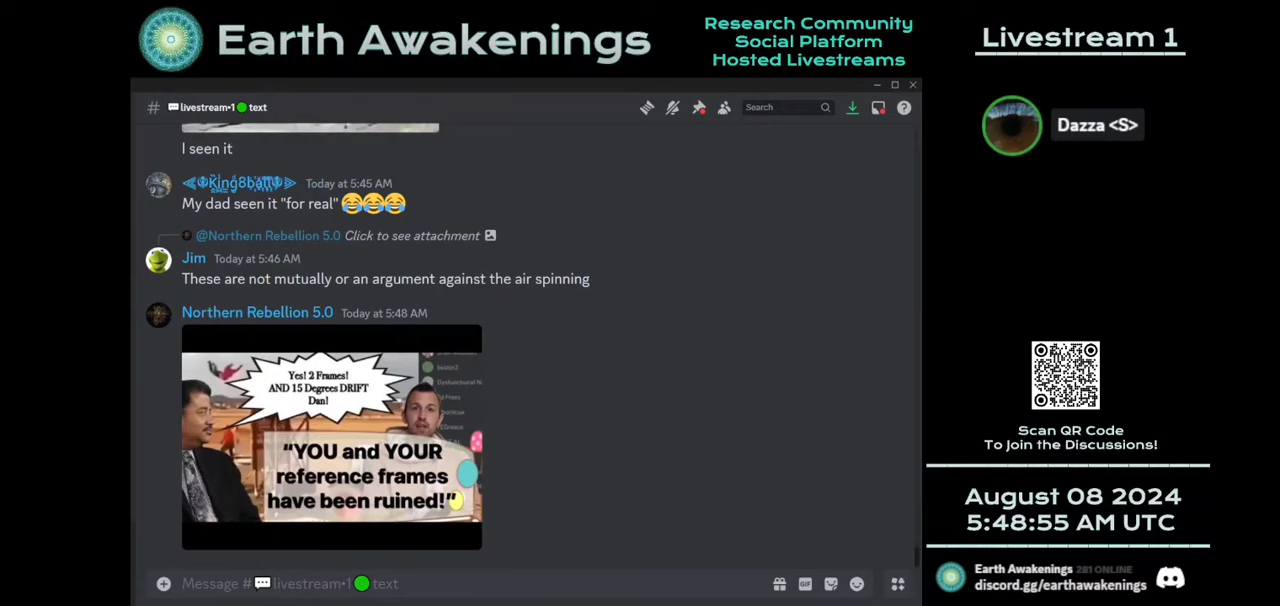 Earth Awakenings
Research Community
Social Platform
Hosted Livestreams
Livestream 1
# livestream•1 text
Search
I seen it
Today at 5:45 AM
My dad seen it "for real" 😂😂😂
@Northern Rebellion 5.0 Click to see attachment
Jim Today at 5:46 AM
These are not mutually or an argument against the air spinning
Northern Rebellion 5.0 Today at 5:48 AM
Yes! 2 Frames!
AND 15 Degrees DRIFT
Dan!
“YOU and YOUR
reference frames
have been ruined!”
Message # 💬livestream•1🟢text
GIF
Dazza <S>
Scan QR Code
To Join the Discussions!
August 08 2024
5:48:55 AM UTC
Earth Awakenings 281 ONLINE
discord.gg/earthawakenings